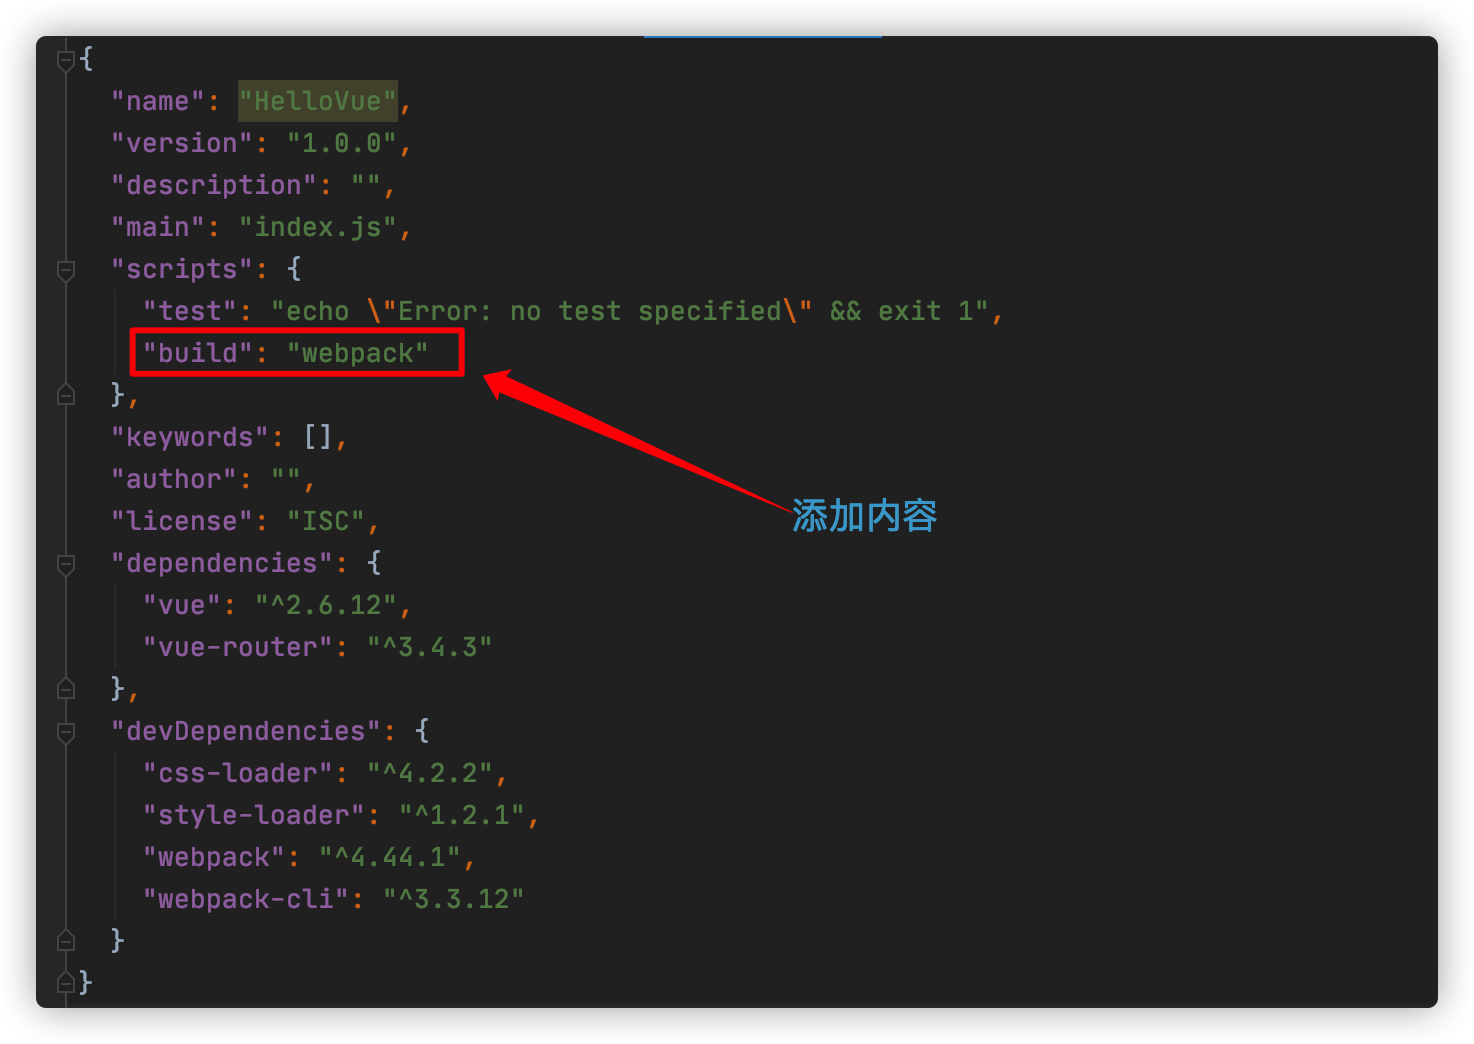 {
"name": "HelloVue",
"version": "1.0.0",
"description": "",
"main": "index.js",
"scripts": {
"test": "echo \"Error: no test specified\" && exit 1",
"build": "webpack"
},
"keywords": [],
"author": "",
添加内容
"license": "ISC",
"dependencies": {
"vue": "^2.6.12",
"vue-router": "^3.4.3"
},
"devDependencies": {
"css-loader": "^4.2.2",
"style-loader": "^1.2.1",
"webpack": "^4.44.1",
"webpack-cli": "^3.3.12"
}
}